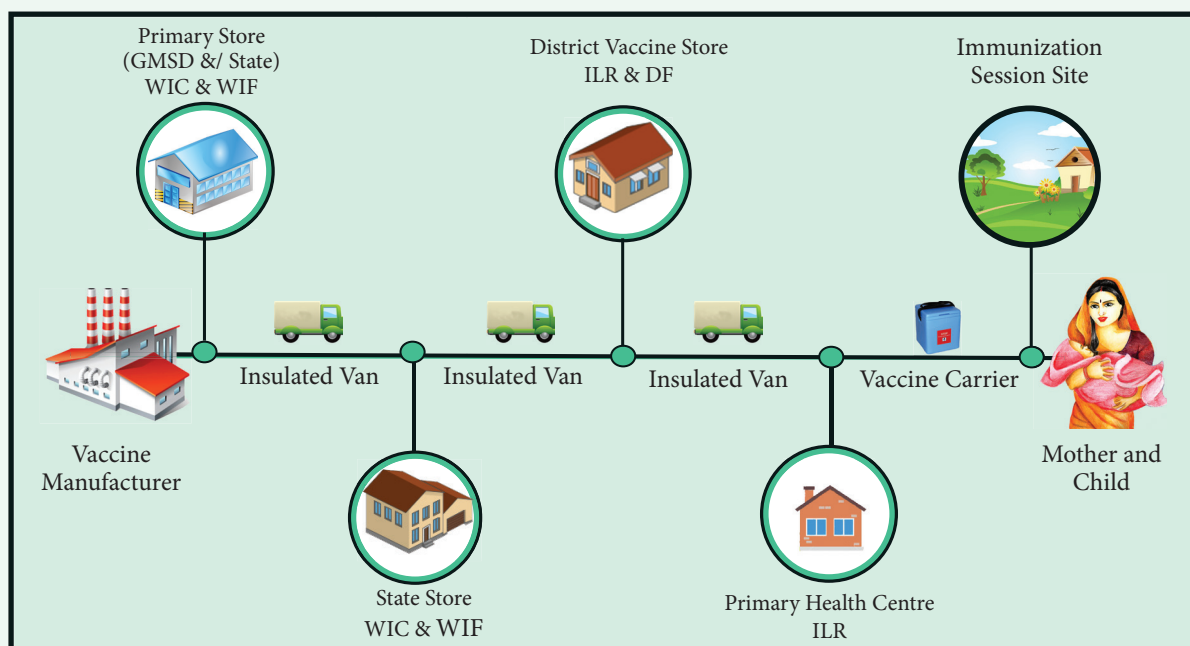 Primary Store
(GMSD &/ State)
WIC & WIF
District Vaccine Store
ILR & DF
Immunization
Session Site
Insulated Van
Insulated Van
Insulated Van
Vaccine Carrier
Vaccine
Manufacturer
Mother and
Child
State Store
WIC & WIF
Primary Health Centre
ILR